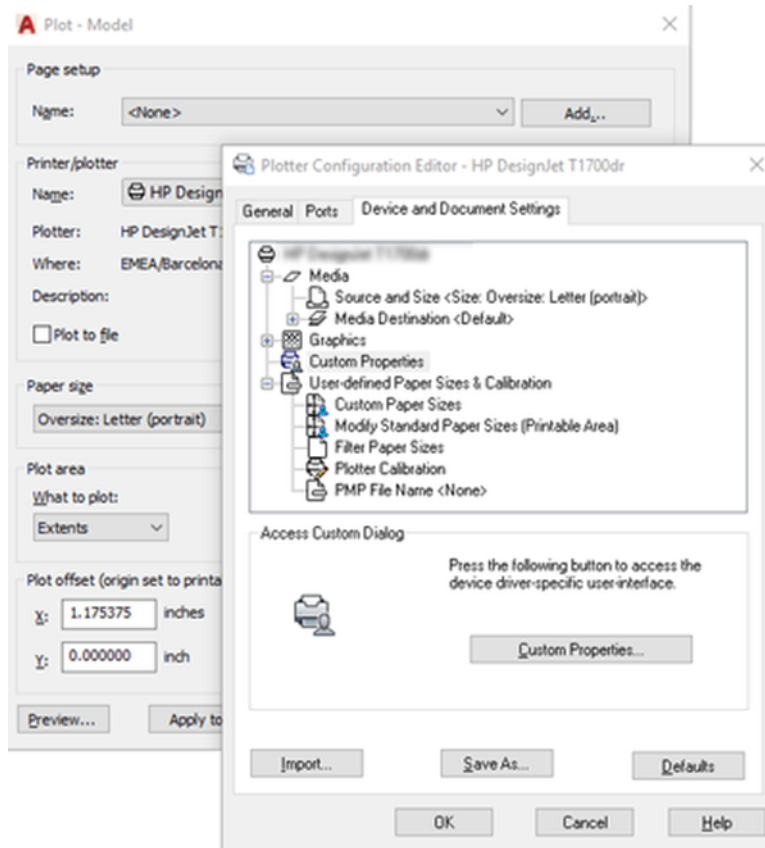 Plot - Model
Page setup
Name: <None> Add...
Printer/plotter
Name: HP Design
Plotter: HP DesignJet T1
Where: EMEA/Barcelona
Description:
Plot to file
Paper size
Oversize: Letter (portrait)
Plot area
What to plot:
Extents
Plot offset (origin set to printa
X: 1.175375 inches
Y: 0.000000 inch
Preview... Apply to
Plotter Configuration Editor - HP DesignJet T1700dr
General Ports Device and Document Settings
Media
Source and Size <Size: Oversize: Letter (portrait)>
Media Destination <Default>
Graphics
Custom Properties
User-defined Paper Sizes & Calibration
Custom Paper Sizes
Modify Standard Paper Sizes (Printable Area)
Filter Paper Sizes
Plotter Calibration
PMP File Name <None>
Access Custom Dialog
Press the following button to access the
device driver-specific user-interface.
Custom Properties...
Import... Save As... Defaults
OK Cancel Help